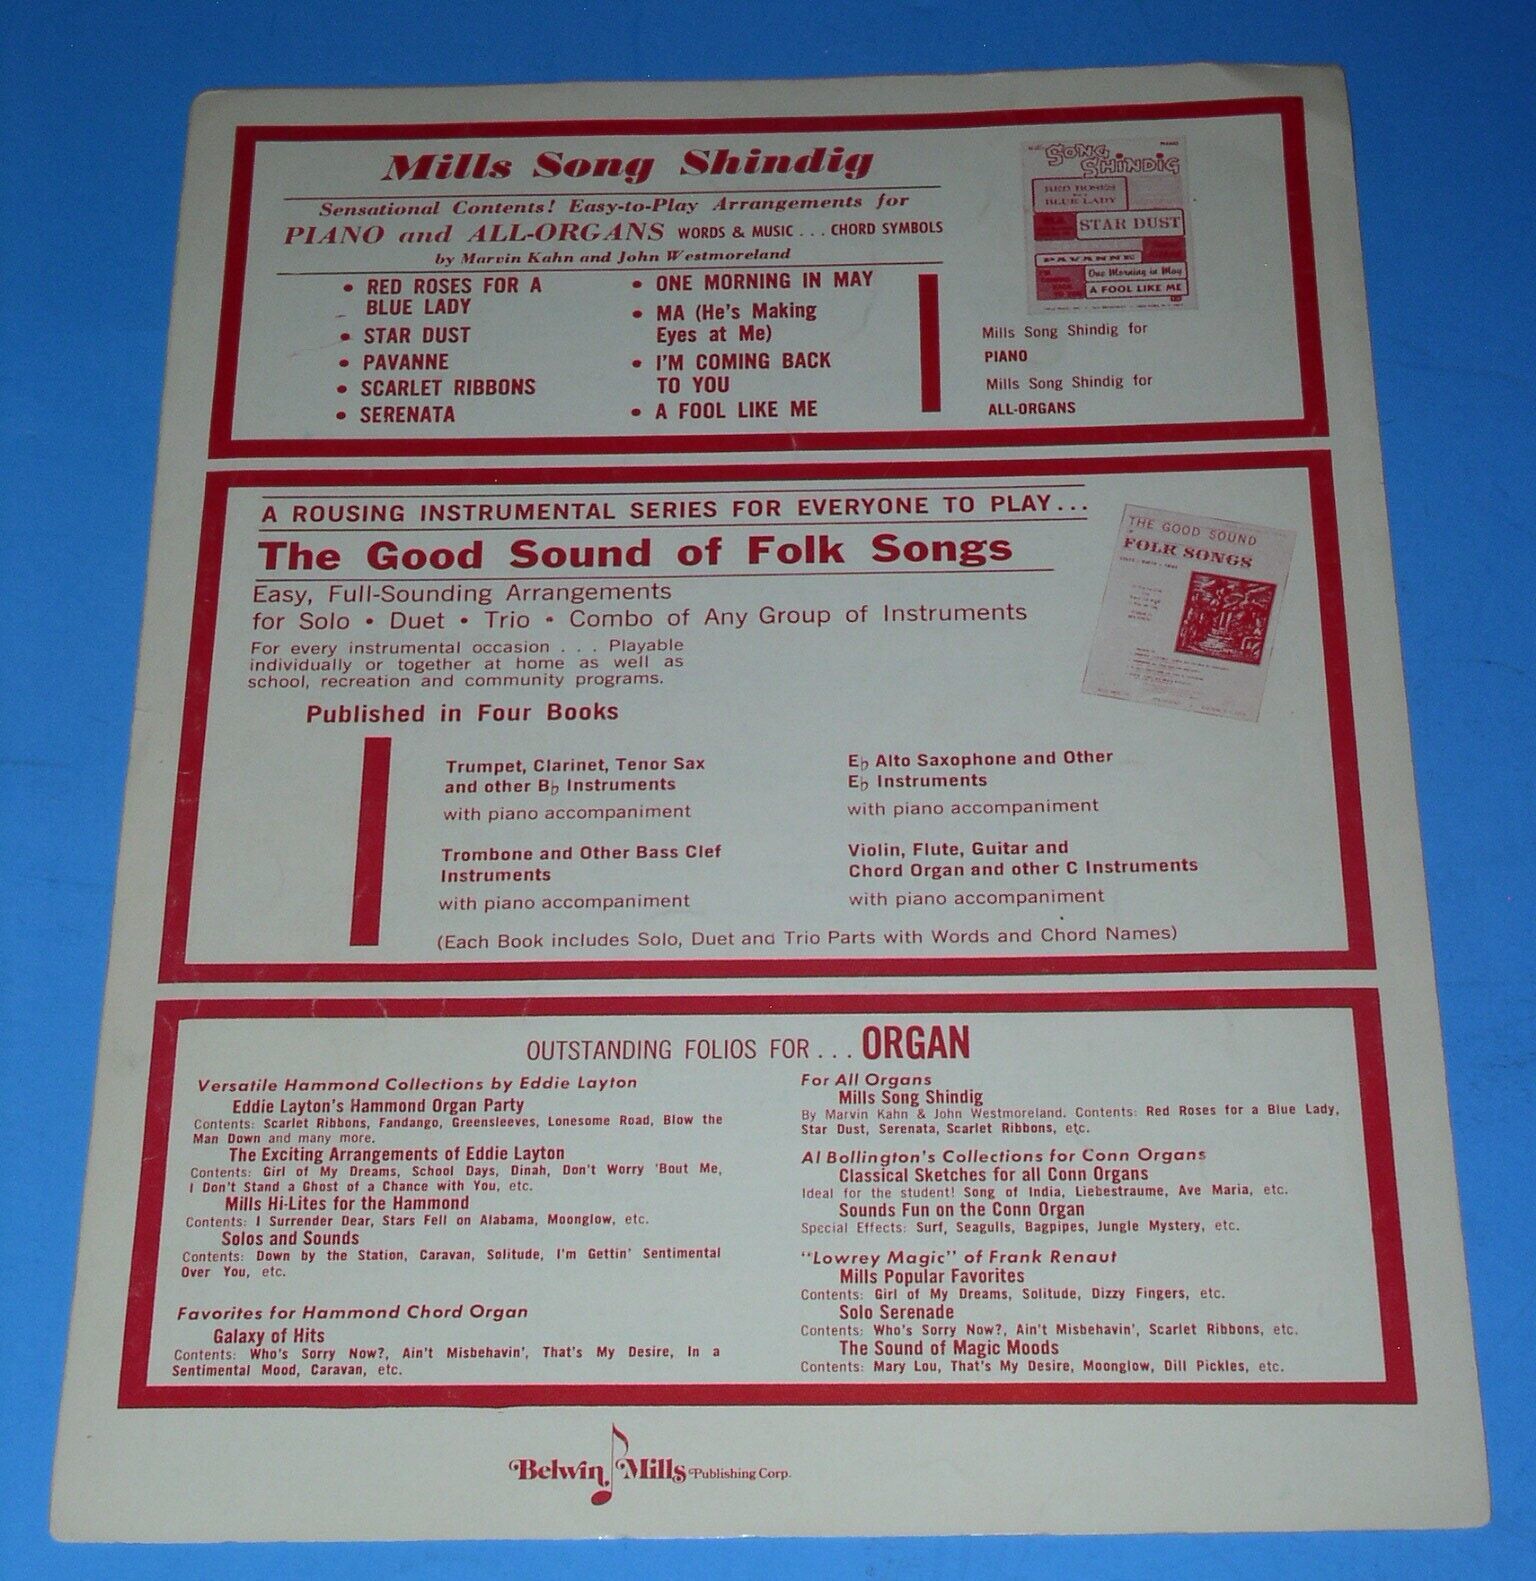 Mills Song Shindig
Sensational Contents! Easy-to-Play Arrangements for
PIANO and ALL-ORGANS WORDS & MUSIC . . . CHORD SYMBOLS
by Marvin Kahn and John Westmoreland
• RED ROSES FOR A
BLUE LADY
• STAR DUST
• PAVANNE
• SCARLET RIBBONS
• SERENATA
• ONE MORNING IN MAY
• MA (He's Making
Eyes at Me)
• I'M COMING BACK
TO YOU
• A FOOL LIKE ME
SONG
SHINDIG
PIANO
RED ROSES
BLUE LADY
STAR DUST
PAVANNE
One Morning in May
I'M COMING BACK TO YOU
A FOOL LIKE ME
Mills Song Shindig for
PIANO
Mills Song Shindig for
ALL-ORGANS
A ROUSING INSTRUMENTAL SERIES FOR EVERYONE TO PLAY...
The Good Sound of Folk Songs
Easy, Full-Sounding Arrangements
for Solo • Duet • Trio • Combo of Any Group of Instruments
For every instrumental occasion . . . Playable
individually or together at home as well as
school, recreation and community programs.
THE GOOD SOUND
of
FOLK SONGS
Published in Four Books
Trumpet, Clarinet, Tenor Sax
and other B♭ Instruments
with piano accompaniment
Trombone and Other Bass Clef
Instruments
with piano accompaniment
E♭ Alto Saxophone and Other
E♭ Instruments
with piano accompaniment
Violin, Flute, Guitar and
Chord Organ and other C Instruments
with piano accompaniment
(Each Book includes Solo, Duet and Trio Parts with Words and Chord Names)
OUTSTANDING FOLIOS FOR . . . ORGAN
Versatile Hammond Collections by Eddie Layton
Eddie Layton's Hammond Organ Party
Contents: Scarlet Ribbons, Fandango, Greensleeves, Lonesome Road, Blow the
Man Down and many more.
The Exciting Arrangements of Eddie Layton
Contents: Girl of My Dreams, School Days, Dinah, Don't Worry 'Bout Me,
I Don't Stand a Ghost of a Chance with You, etc.
Mills Hi-Lites for the Hammond
Contents: I Surrender Dear, Stars Fell on Alabama, Moonglow, etc.
Solos and Sounds
Contents: Down by the Station, Caravan, Solitude, I'm Gettin' Sentimental
Over You, etc.
Favorites for Hammond Chord Organ
Galaxy of Hits
Contents: Who's Sorry Now?, Ain't Misbehavin', That's My Desire, In a
Sentimental Mood, Caravan, etc.
For All Organs
Mills Song Shindig
By Marvin Kahn & John Westmoreland. Contents: Red Roses for a Blue Lady,
Star Dust, Serenata, Scarlet Ribbons, etc.
Al Bollington's Collections for Conn Organs
Classical Sketches for all Conn Organs
Ideal for the student! Song of India, Liebestraume, Ave Maria, etc.
Sounds Fun on the Conn Organ
Special Effects: Surf, Seagulls, Bagpipes, Jungle Mystery, etc.
"Lowrey Magic" of Frank Renaut
Mills Popular Favorites
Contents: Girl of My Dreams, Solitude, Dizzy Fingers, etc.
Solo Serenade
Contents: Who's Sorry Now?, Ain't Misbehavin', Scarlet Ribbons, etc.
The Sound of Magic Moods
Contents: Mary Lou, That's My Desire, Moonglow, Dill Pickles, etc.
Belwin Mills Publishing Corp.